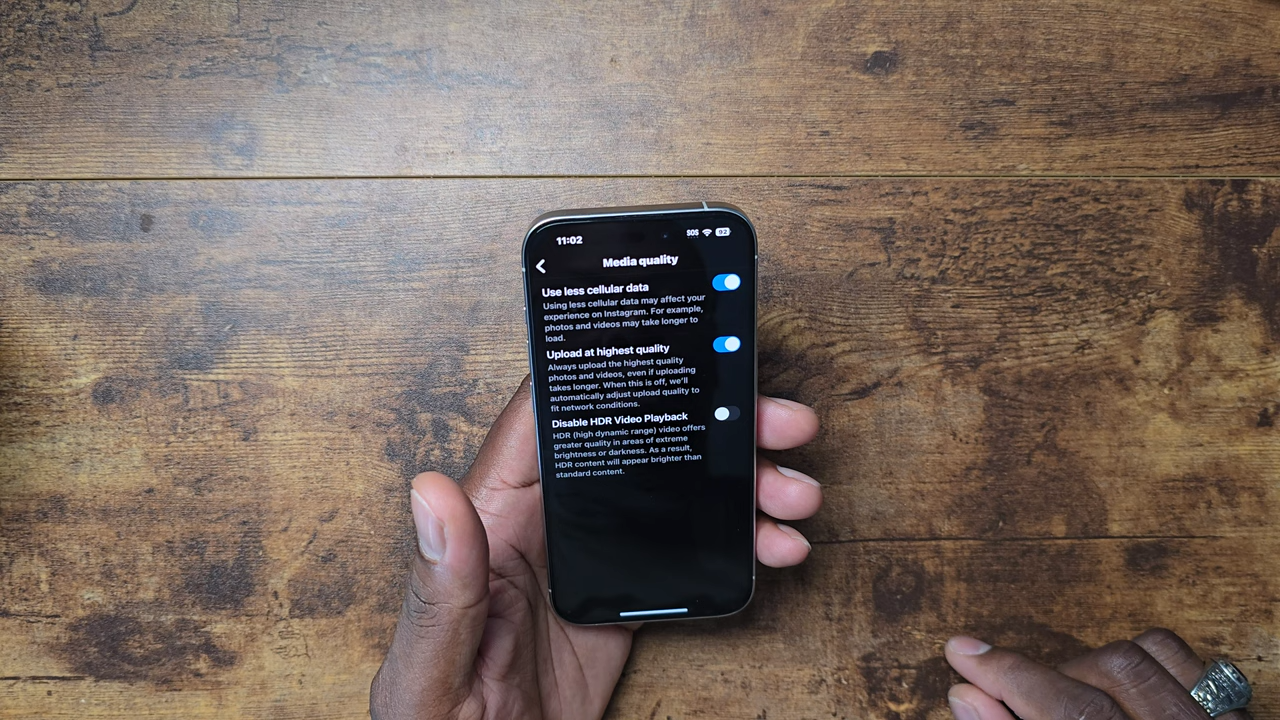 11:02 SOS 92
Media quality
Use less cellular data
Using less cellular data may affect your
experience on Instagram. For example,
photos and videos may take longer to
load.
Upload at highest quality
Always upload the highest quality
photos and videos, even if uploading
takes longer. When this is off, we'll
automatically adjust upload quality to
fit network conditions.
Disable HDR Video Playback
HDR (high dynamic range) video offers
greater quality in areas of extreme
brightness or darkness. As a result,
HDR content will appear brighter than
standard content.